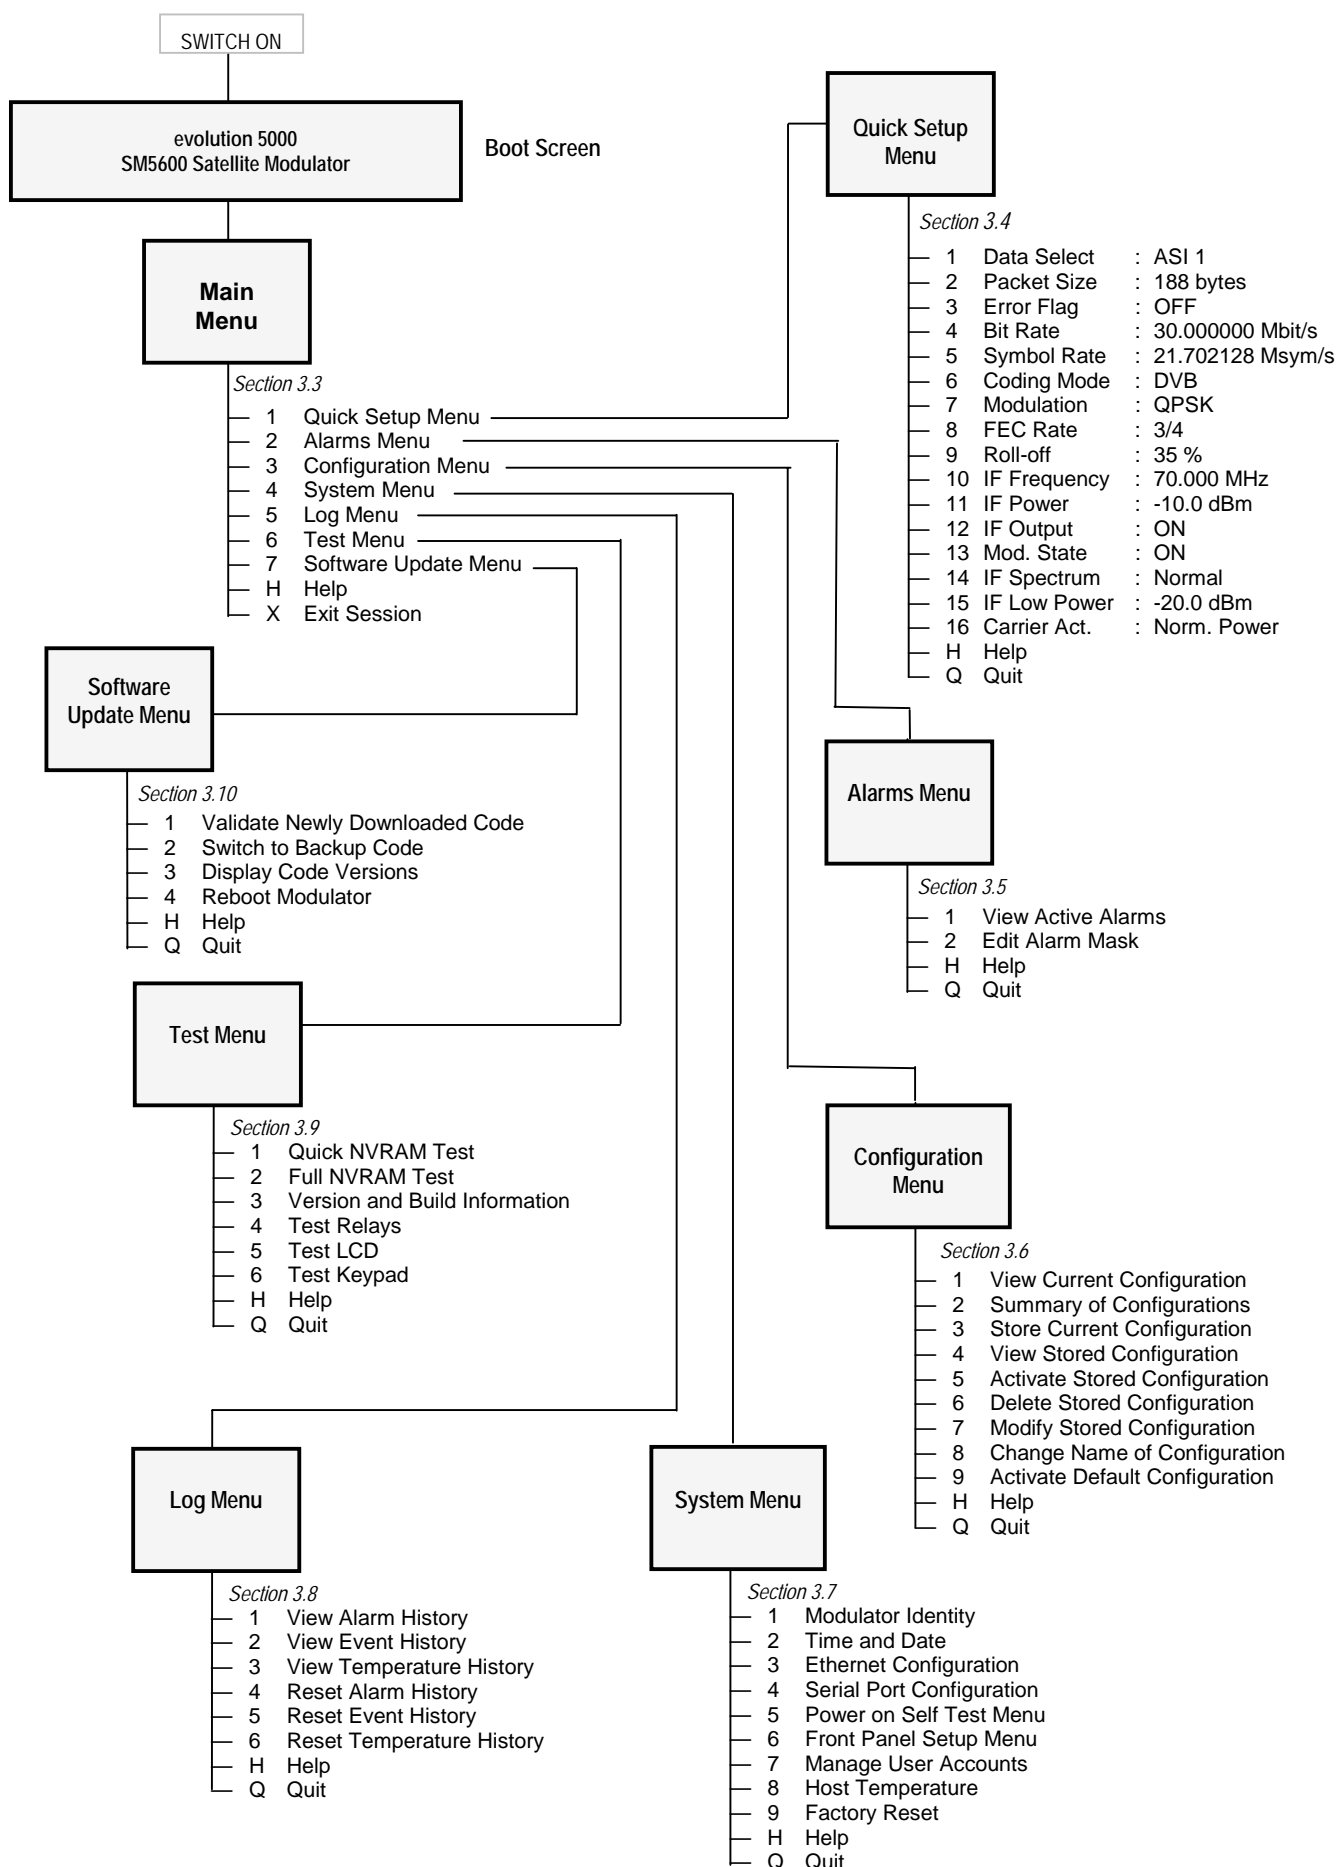 SWITCH ON
evolution 5000
SM5600 Satellite Modulator
Boot Screen
Main
Menu
Section 3.3
1 Quick Setup Menu
2 Alarms Menu
3 Configuration Menu
4 System Menu
5 Log Menu
6 Test Menu
7 Software Update Menu
H Help
X Exit Session
Quick Setup
Menu
Section 3.4
1 Data Select : ASI 1
2 Packet Size : 188 bytes
3 Error Flag : OFF
4 Bit Rate : 30.000000 Mbit/s
5 Symbol Rate : 21.702128 Msym/s
6 Coding Mode : DVB
7 Modulation : QPSK
8 FEC Rate : 3/4
9 Roll-off : 35 %
10 IF Frequency : 70.000 MHz
11 IF Power : -10.0 dBm
12 IF Output : ON
13 Mod. State : ON
14 IF Spectrum : Normal
15 IF Low Power : -20.0 dBm
16 Carrier Act. : Norm. Power
H Help
Q Quit
Software
Update Menu
Section 3.10
1 Validate Newly Downloaded Code
2 Switch to Backup Code
3 Display Code Versions
4 Reboot Modulator
H Help
Q Quit
Alarms Menu
Section 3.5
1 View Active Alarms
2 Edit Alarm Mask
H Help
Q Quit
Test Menu
Section 3.9
1 Quick NVRAM Test
2 Full NVRAM Test
3 Version and Build Information
4 Test Relays
5 Test LCD
6 Test Keypad
H Help
Q Quit
Configuration
Menu
Section 3.6
1 View Current Configuration
2 Summary of Configurations
3 Store Current Configuration
4 View Stored Configuration
5 Activate Stored Configuration
6 Delete Stored Configuration
7 Modify Stored Configuration
8 Change Name of Configuration
9 Activate Default Configuration
H Help
Q Quit
Log Menu
Section 3.8
1 View Alarm History
2 View Event History
3 View Temperature History
4 Reset Alarm History
5 Reset Event History
6 Reset Temperature History
H Help
Q Quit
System Menu
Section 3.7
1 Modulator Identity
2 Time and Date
3 Ethernet Configuration
4 Serial Port Configuration
5 Power on Self Test Menu
6 Front Panel Setup Menu
7 Manage User Accounts
8 Host Temperature
9 Factory Reset
H Help
Q Quit